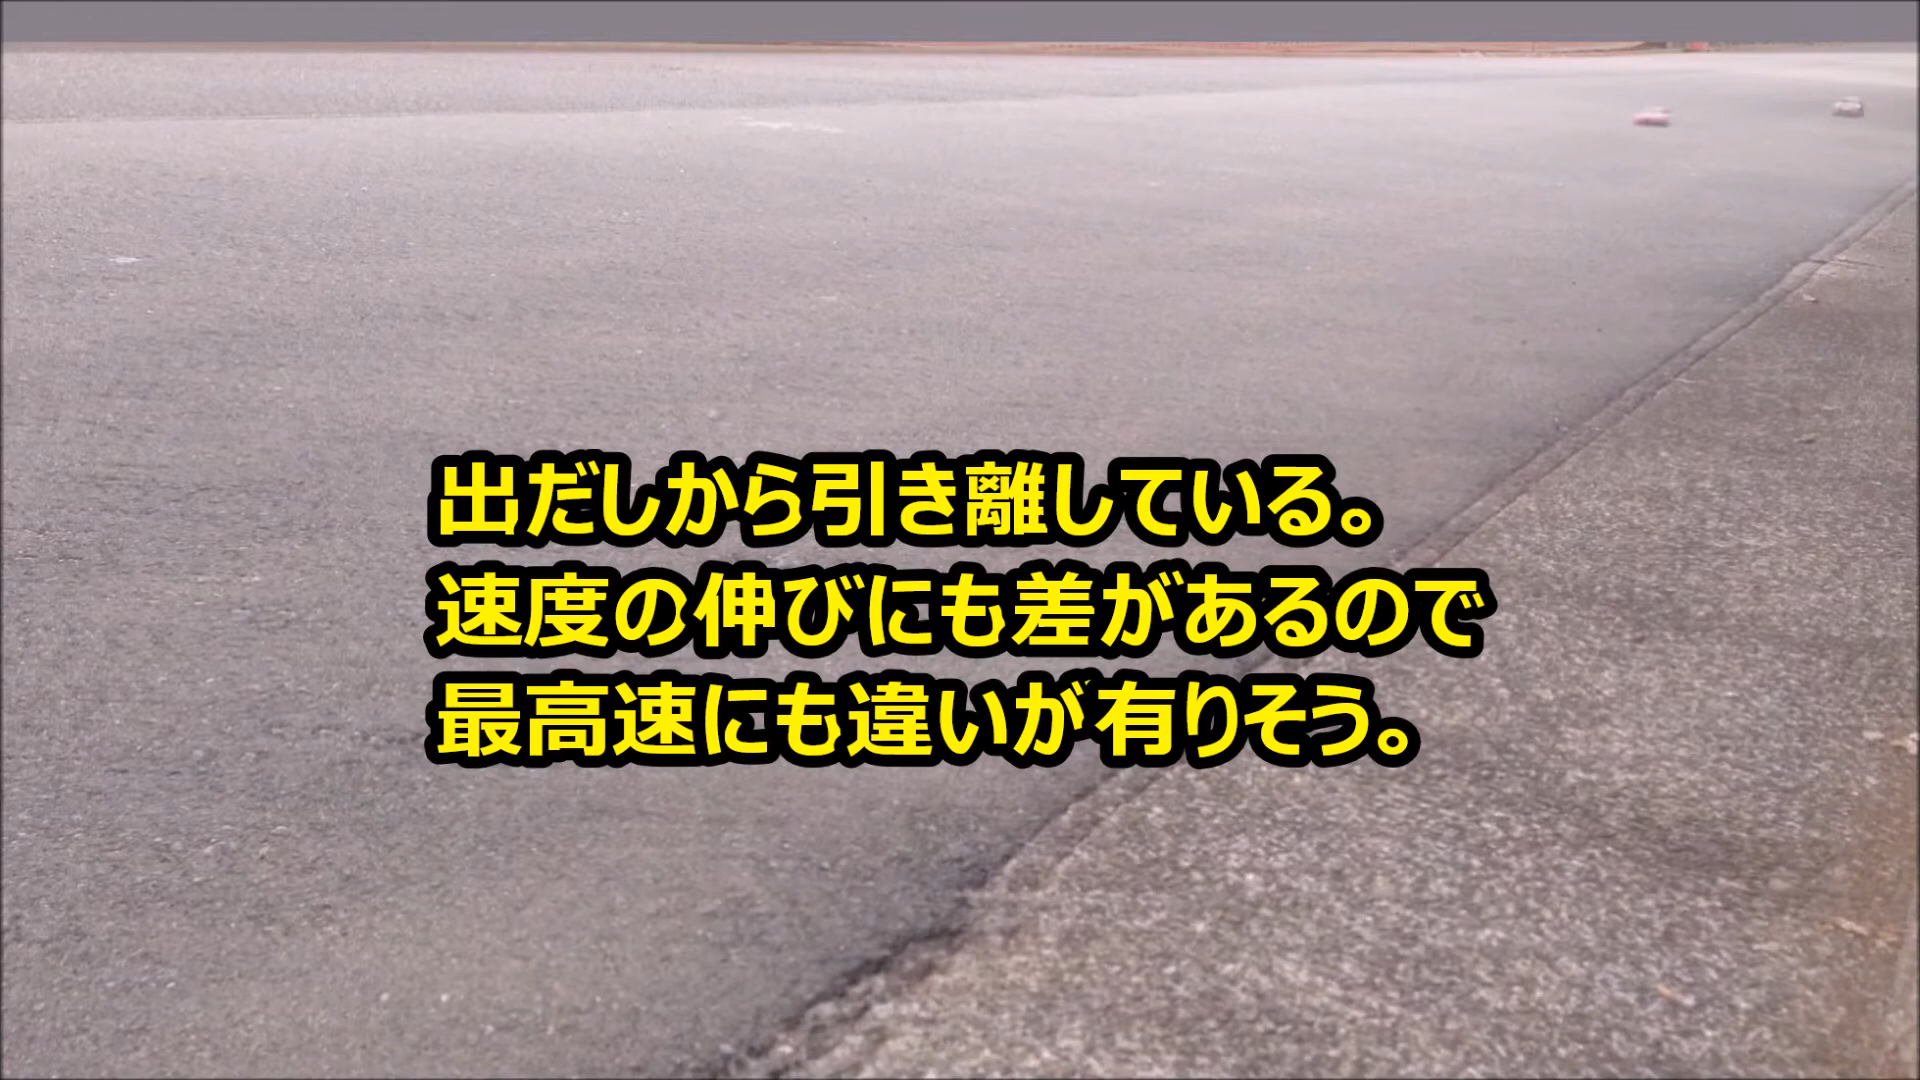 出だしから引き離している。
速度の伸びにも差があるので
最高速にも違いが有りそう。